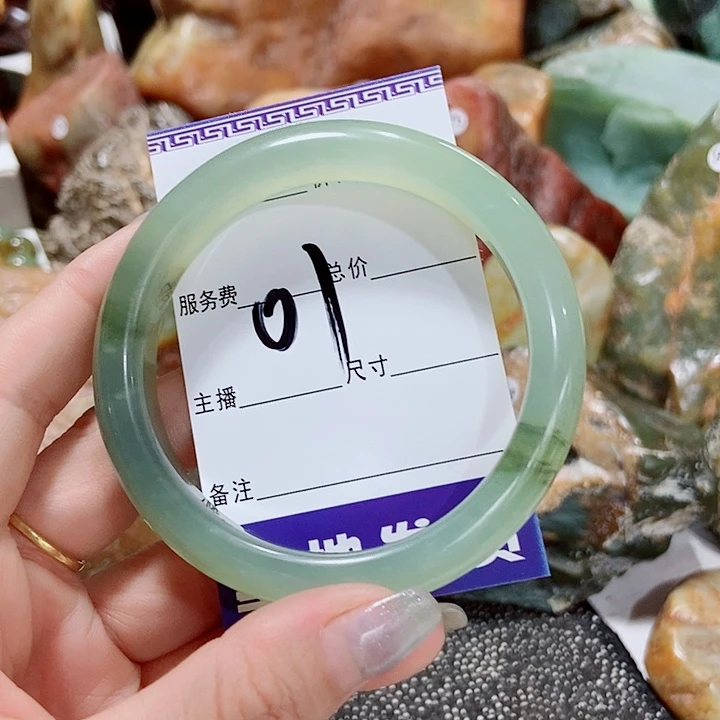 服务费 总价
01
主播 尺寸
备注